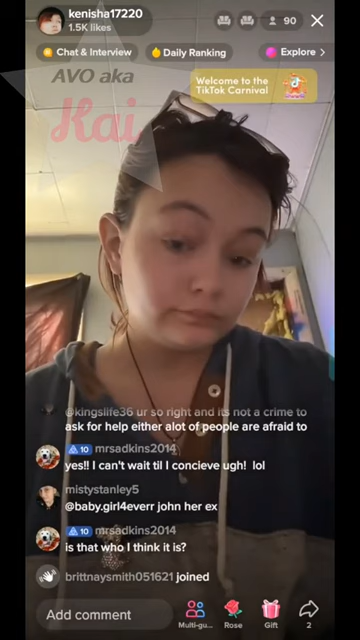 kenisha17220
1.5K likes
90
Chat & Interview
Daily Ranking
Explore >
AVO aka
Hai
Welcome to the
TikTok Carnival
@kingslife36 ur so right and its not a crime to
ask for help either alot of people are afraid to
10 mrsadkins2014
yes!! I can't wait til I concieve ugh! lol
mistystanley5
@baby.girl4everr john her ex
10 mrsadkins2014
is that who I think it is?
brittnaysmith051621 joined
Add comment
Multi-gu...
Rose
Gift
2